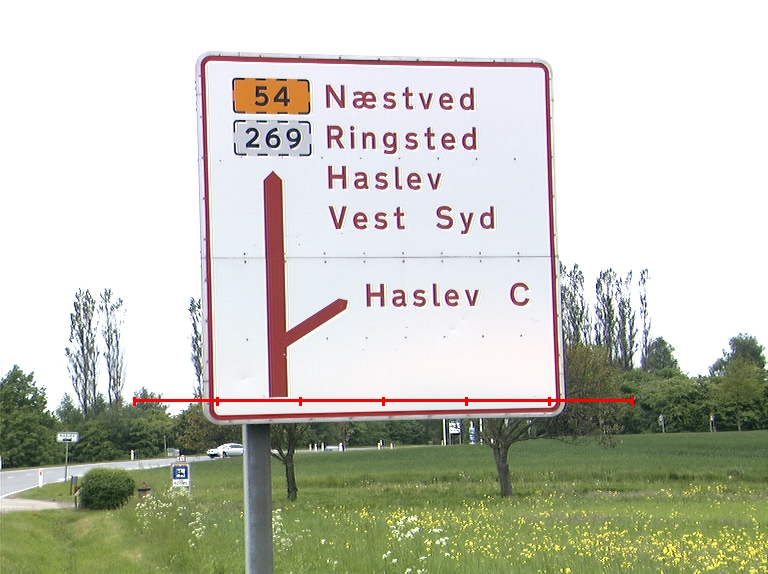 54 Næstved
269 Ringsted
Haslev
Vest Syd
Haslev C